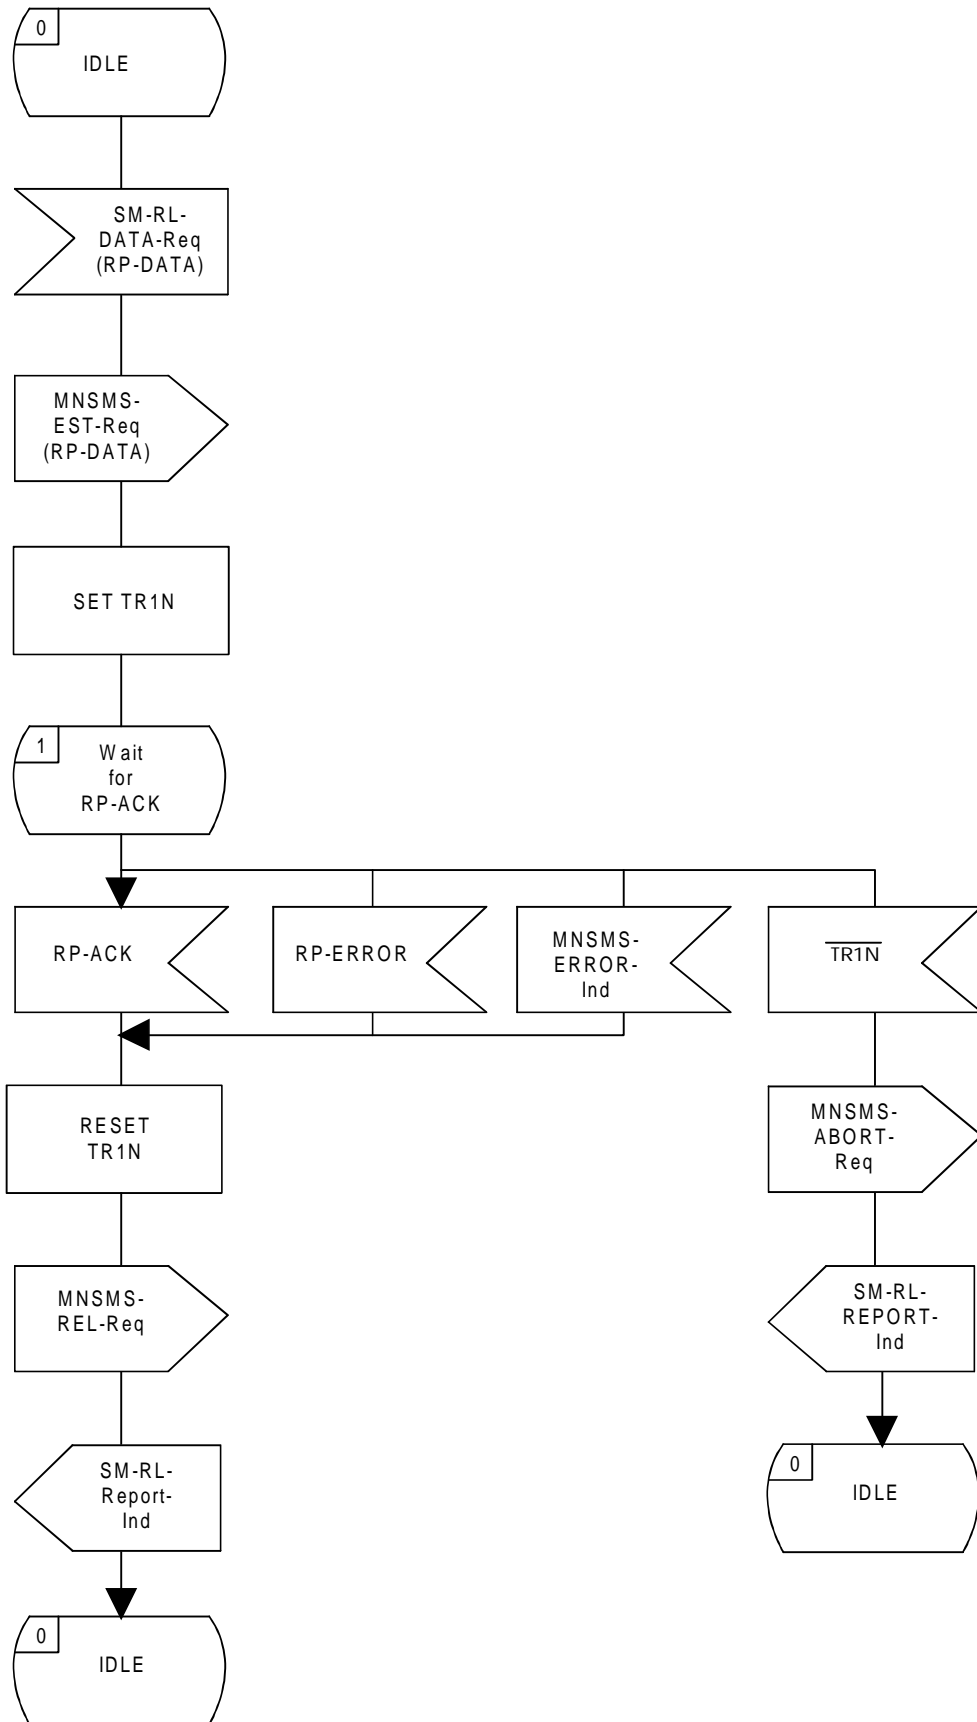 0
IDLE
SM-RL-
DATA-Req
(RP-DATA)
MNSMS-
EST-Req
(RP-DATA)
SET TR1N
1
Wait
for
RP-ACK
RP-ACK
RP-ERROR
MNSMS-
ERROR-
Ind
TR1N
RESET
TR1N
MNSMS-
ABORT-
Req
MNSMS-
REL-Req
SM-RL-
REPORT-
Ind
SM-RL-
Report-
Ind
0
IDLE
0
IDLE